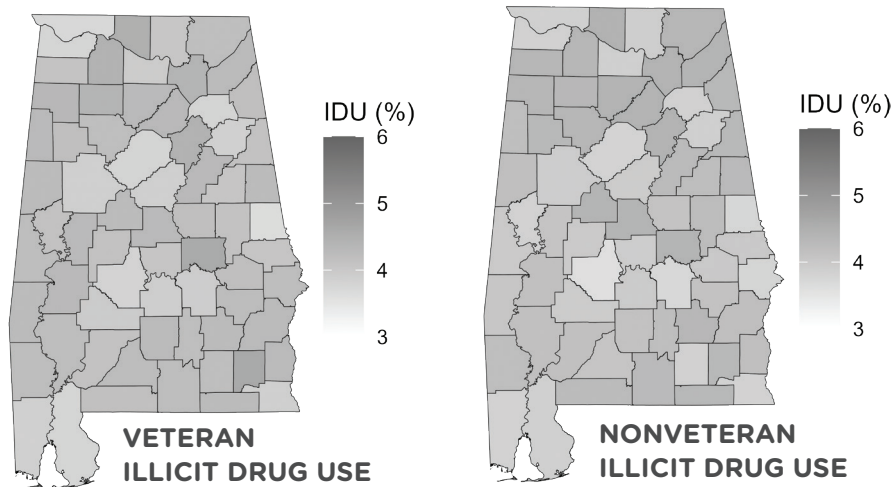 IDU (%)
6
5
4
3
VETERAN
ILLICIT DRUG USE
IDU (%)
6
5
4
3
NONVETERAN
ILLICIT DRUG USE